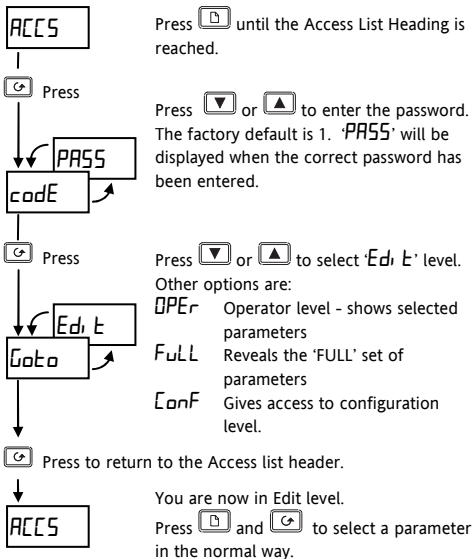 ACCS
Press until the Access List Heading is
reached.
Press
Press or to enter the password.
The factory default is 1. ‘PASS’ will be
displayed when the correct password has
been entered.
PASS
codE
Press
Press or to select ‘Edit’ level.
Other options are:
OPEr Operator level - shows selected
parameters
FuLL Reveals the ‘FULL’ set of
parameters
ConF Gives access to configuration
level.
Edit
Goto
Press to return to the Access list header.
ACCS
You are now in Edit level.
Press and to select a parameter
in the normal way.